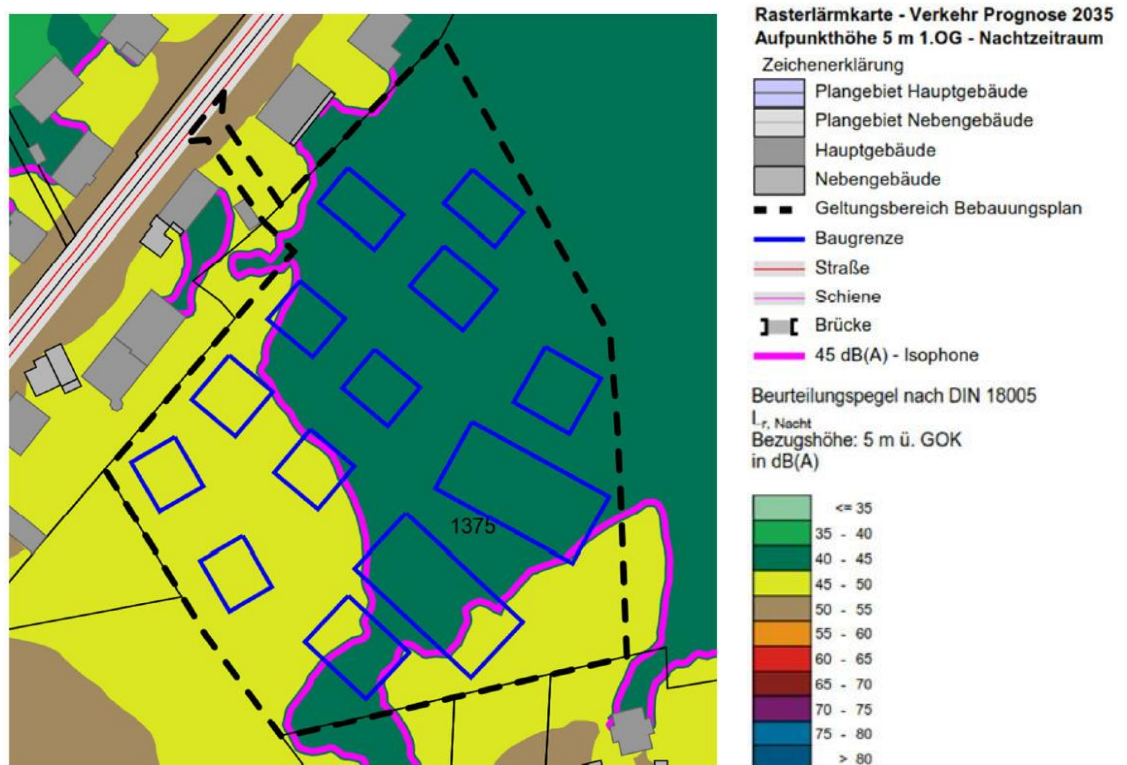 Rasterlärmkarte - Verkehr Prognose 2035
Aufpunkthöhe 5 m 1.OG - Nachtzeitraum
Zeichenerklärung
Plangebiet Hauptgebäude
Plangebiet Nebengebäude
Hauptgebäude
Nebengebäude
Geltungsbereich Bebauungsplan
Baugrenze
Straße
Schiene
Brücke
45 dB(A) - Isophone
Beurteilungspegel nach DIN 18005
Lr, Nacht
Bezugshöhe: 5 m ü. GOK
in dB(A)
<= 35
35 - 40
40 - 45
45 - 50
50 - 55
55 - 60
60 - 65
65 - 70
70 - 75
75 - 80
> 80
1375